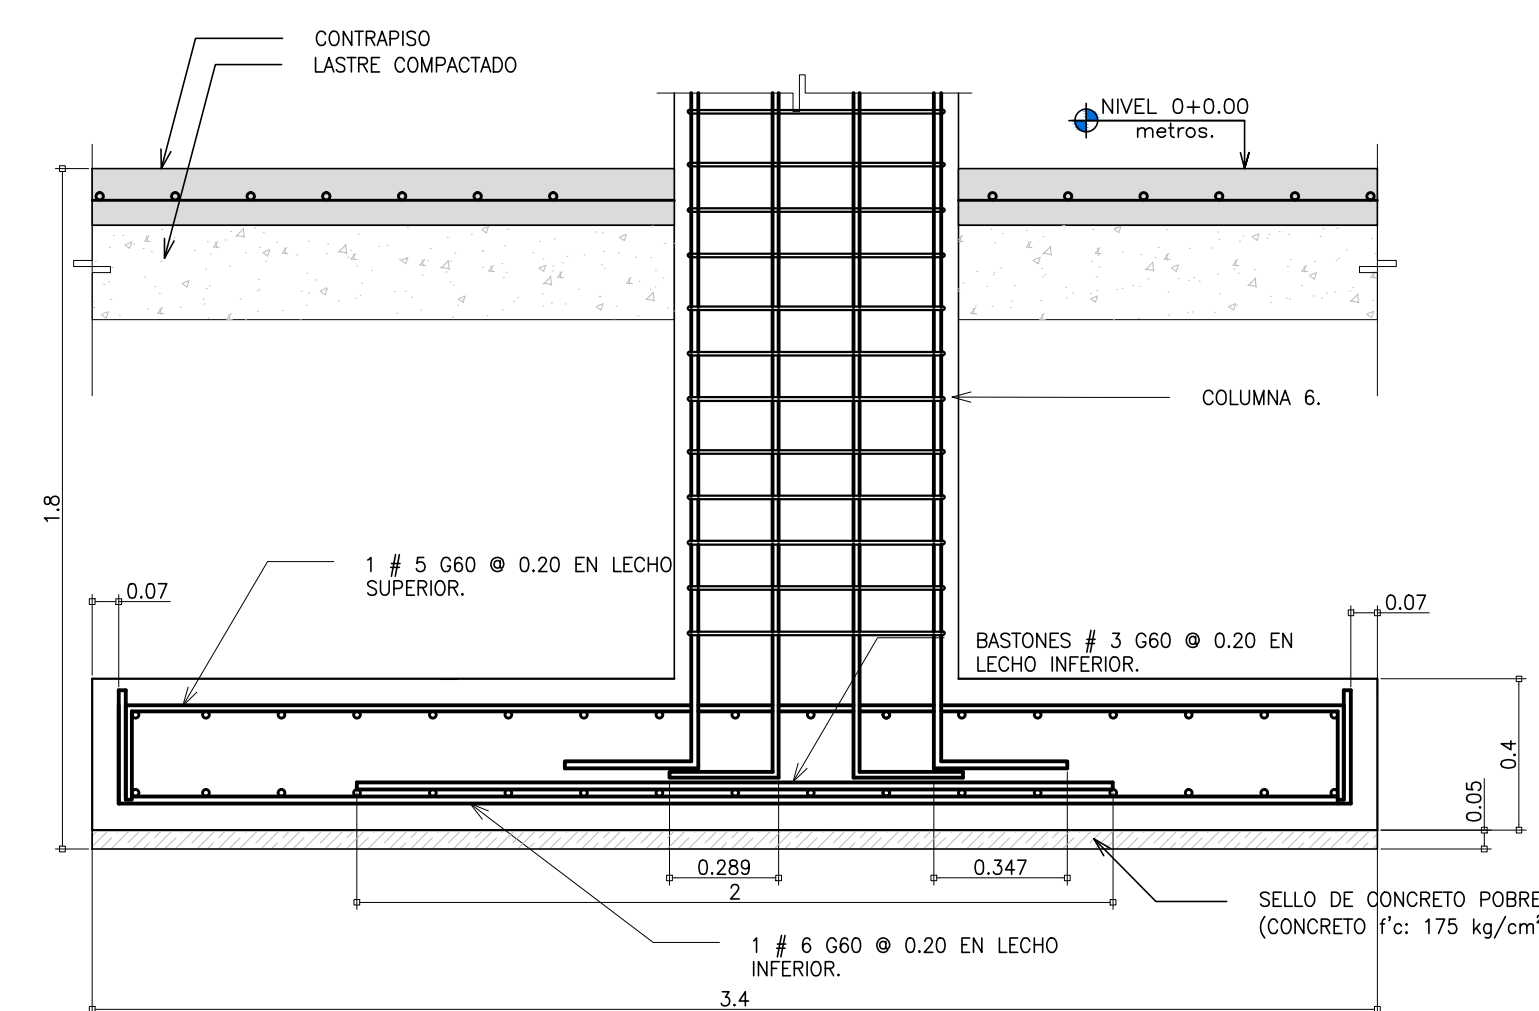 CONTRAPISO
LASTRE COMPACTADO
NIVEL 0+0.00
metros.
COLUMNA 6.
1.8
1 # 5 G60 @ 0.20 EN LECHO
SUPERIOR.
0.07
0.07
BASTONES # 3 G60 @ 0.20 EN
LECHO INFERIOR.
0.4
0.05
0.289
0.347
2
SELLO DE CONCRETO POBRE
(CONCRETO f'c: 175 kg/cm²
1 # 6 G60 @ 0.20 EN LECHO
INFERIOR.
3.4